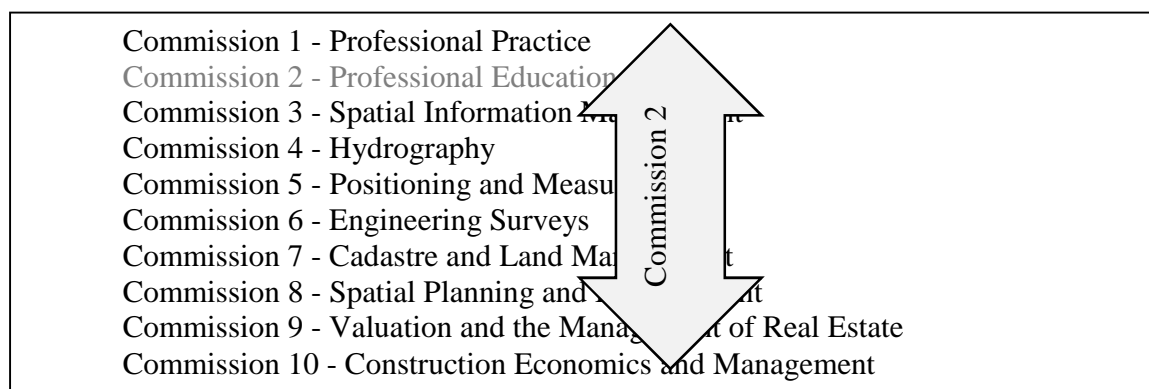 Commission 1 - Professional Practice
Commission 2 - Professional Education
Commission 3 - Spatial Information
Commission 4 - Hydrography
Commission 5 - Positioning and
Commission 6 - Engineering Surveys
Commission 7 - Cadastre and Land
Commission 8 - Spatial Planning and
Commission 9 - Valuation and the of Real Estate
Commission 10 - Construction Economics and Management
Commission 2